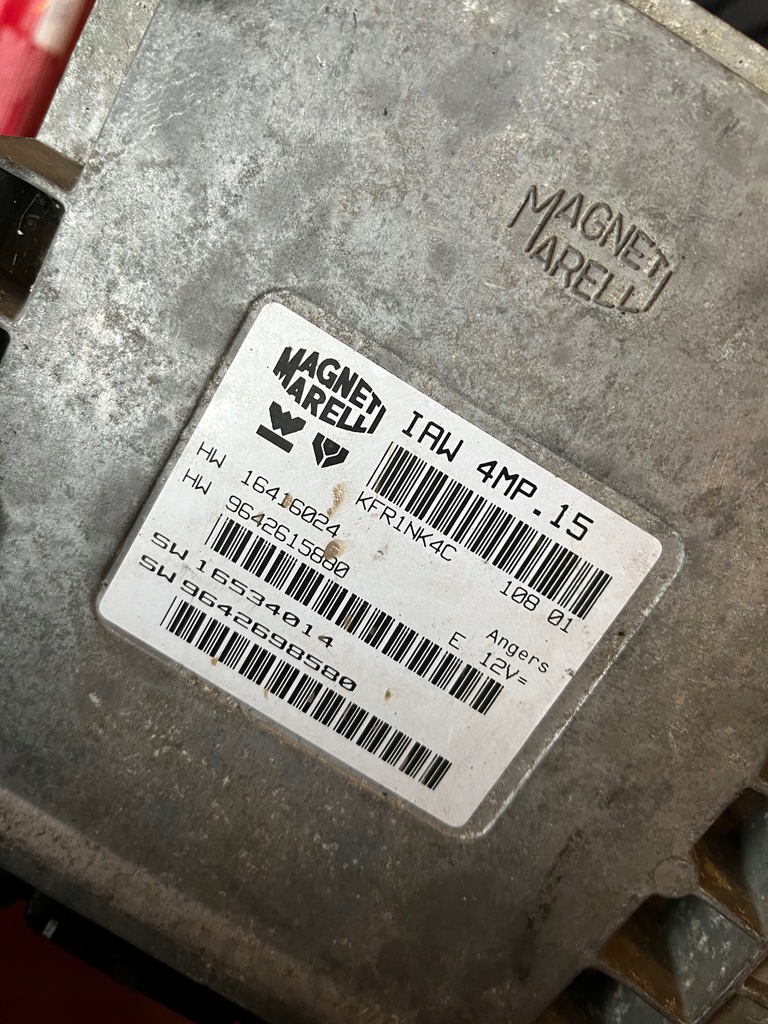 MAGNETI
MARELLI
MAGNETI
MARELLI
IAW 4MP.15
KFR1NK4C 108 01
HW 16416024
HW 9642615880
Angers
E 12V=
SW 16534014
SW 9642698580